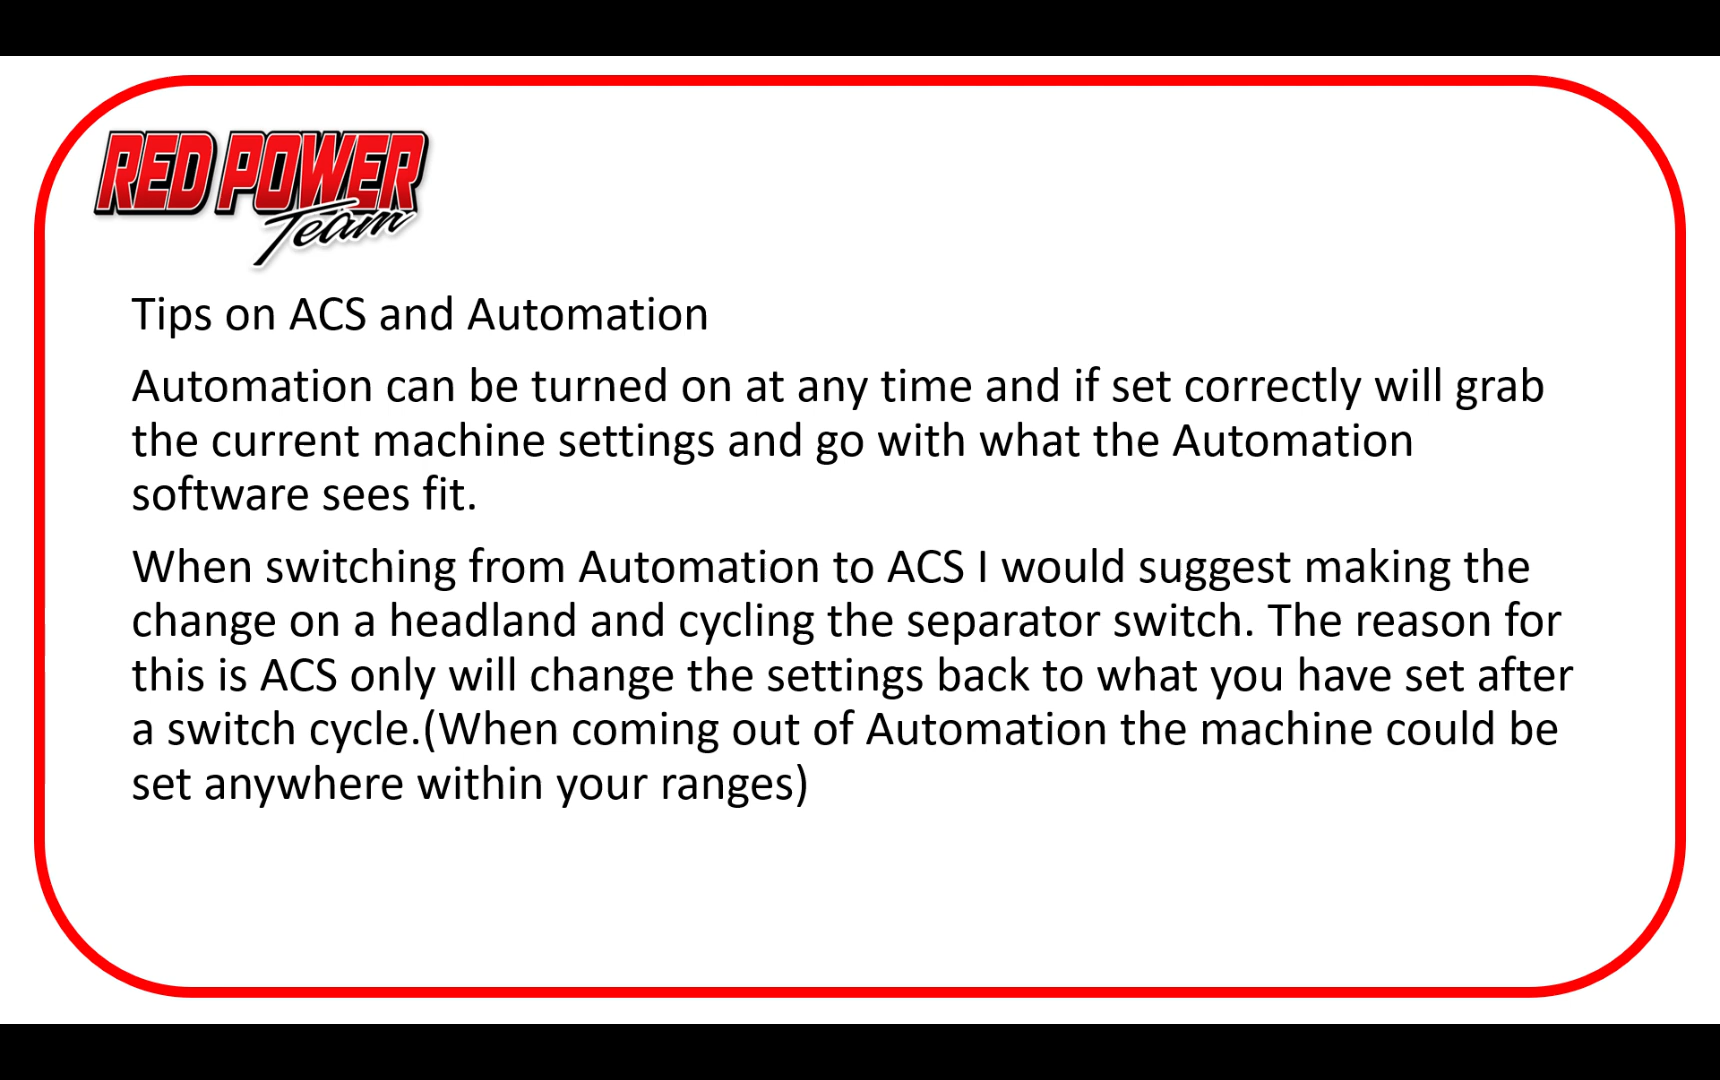 RED POWER
Team
Tips on ACS and Automation
Automation can be turned on at any time and if set correctly will grab
the current machine settings and go with what the Automation
software sees fit.
When switching from Automation to ACS I would suggest making the
change on a headland and cycling the separator switch. The reason for
this is ACS only will change the settings back to what you have set after
a switch cycle.(When coming out of Automation the machine could be
set anywhere within your ranges)